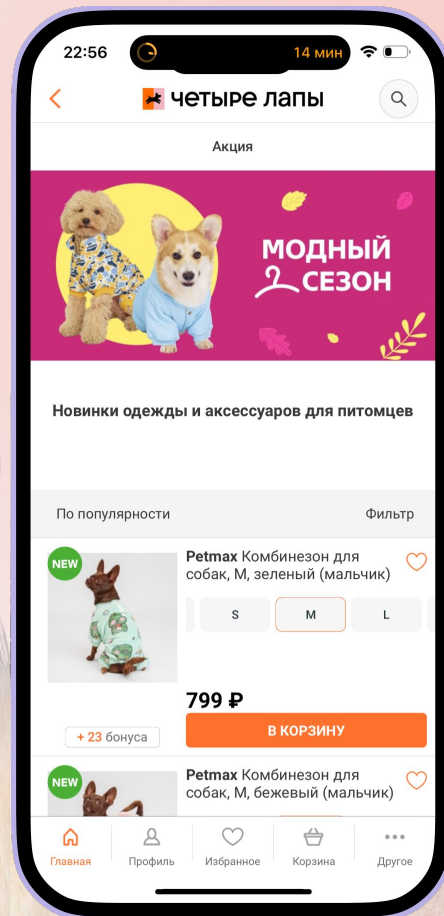 22:56
14 мин
четыре лапы
Акция
МОДНЫЙ
СЕЗОН
Новинки одежды и аксессуаров для питомцев
По популярности
Фильтр
NEW
Petmax Комбинезон для
собак, M, зеленый (мальчик)
S
M
L
799 ₽
+ 23 бонуса
В КОРЗИНУ
NEW
Petmax Комбинезон для
собак, M, бежевый (мальчик)
Главная
Профиль
Избранное
Корзина
Другое